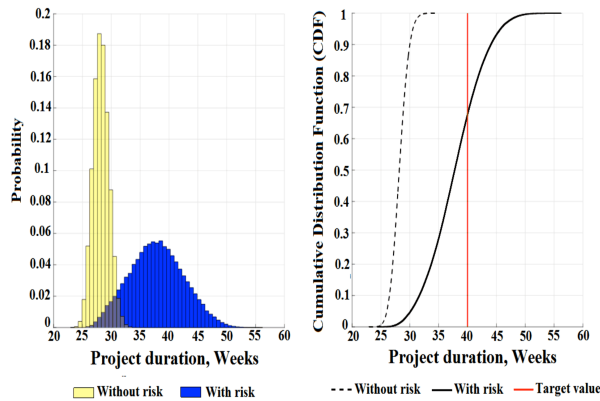 0.2
0.18
0.16
0.14
0.12
0.1
0.08
0.06
0.04
0.02
0
Probability
20 25 30 35 40 45 50 55 60
Project duration, Weeks
Without risk With risk
1
0.9
0.8
0.7
0.6
0.5
0.4
0.3
0.2
0.1
0
Cumulative Distribution Function (CDF)
20 25 30 35 40 45 50 55 60
Project duration, Weeks
Without risk With risk Target value